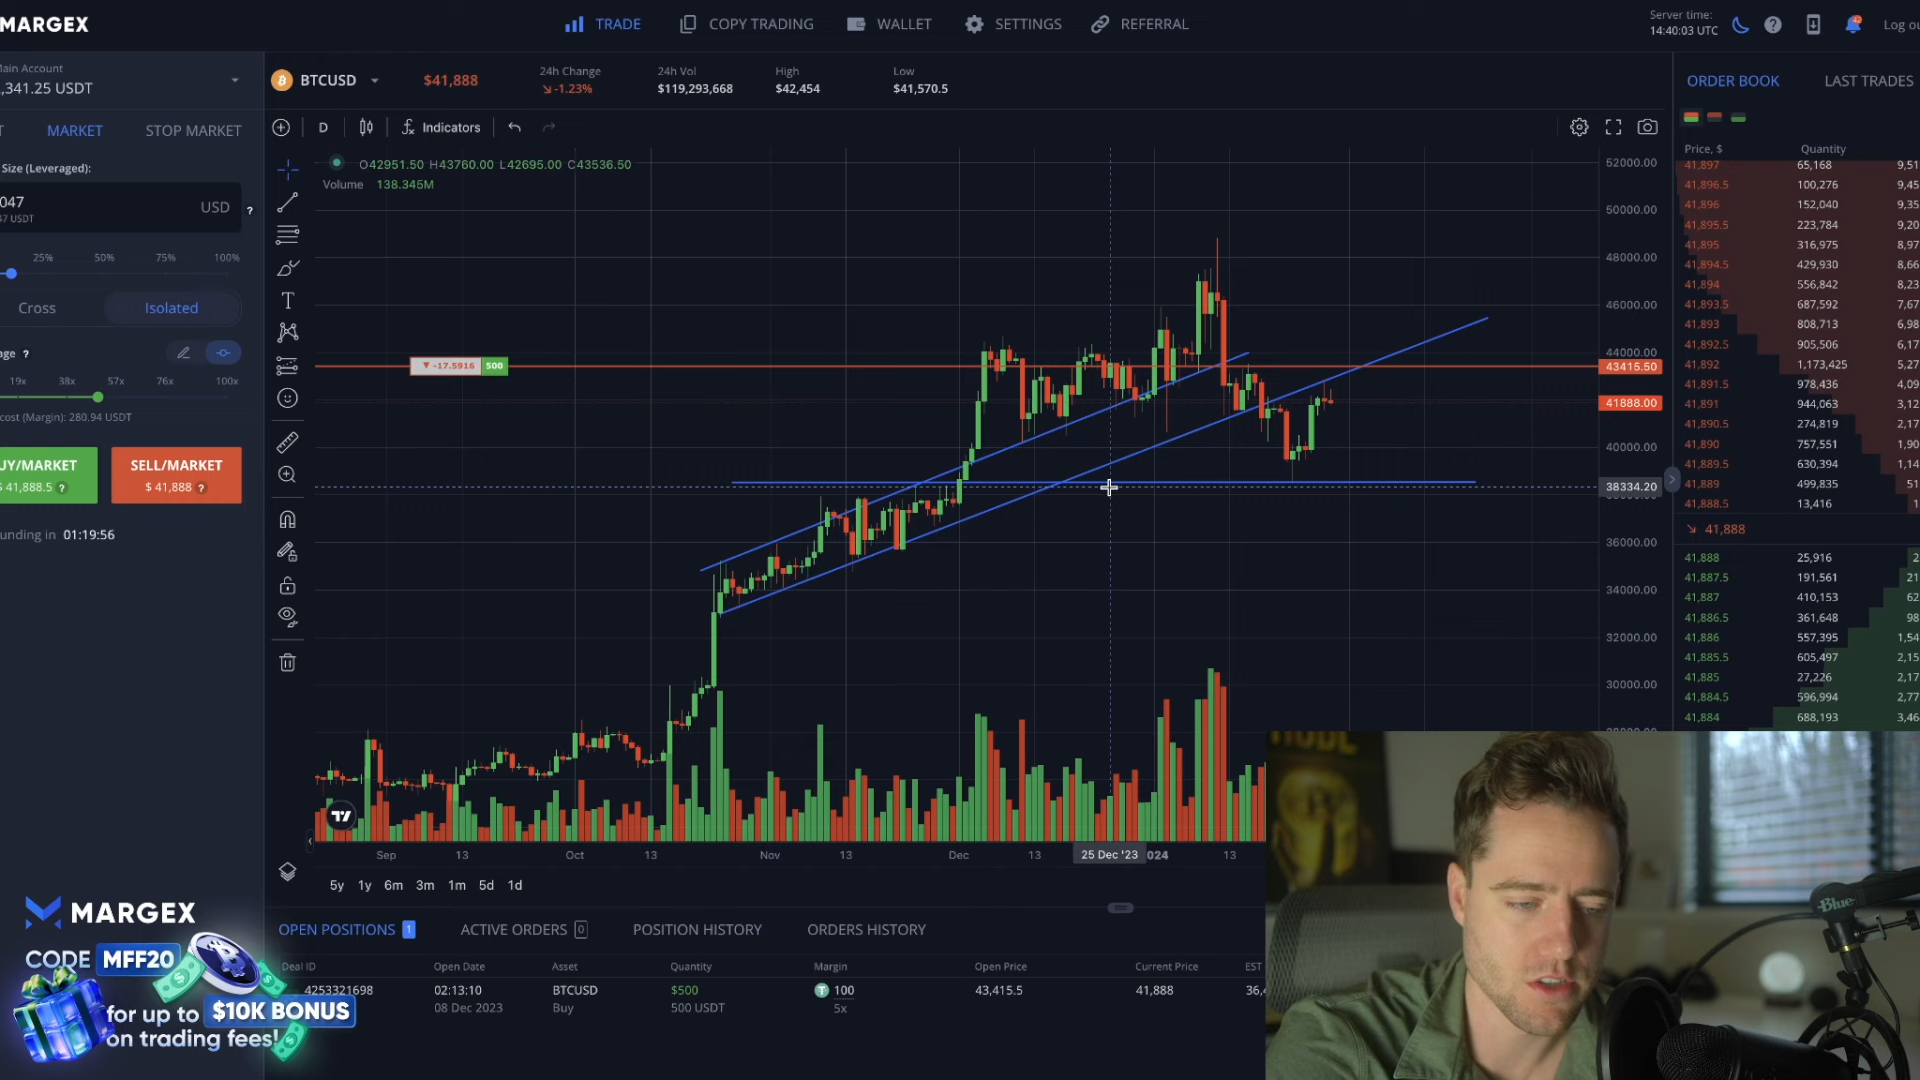 MARGEX
TRADE
COPY TRADING
WALLET
SETTINGS
REFERRAL
Server time:
14:40:03 UTC
42
Log
Main Account
,341.25 USDT
BTCUSD
$41,888
24h Change
-1.23%
24h Vol
$119,293,668
High
$42,454
Low
$41,570.5
ORDER BOOK
LAST TRADES
MARKET
STOP MARKET
D
Indicators
Size (Leveraged):
047
47 USDT
USD
?
25% 50% 75% 100%
Cross
Isolated
age ?
19x 38x 57x 76x 100x
cost (Margin): 280.94 USDT
UY/MARKET
$ 41,888.5 ?
SELL/MARKET
$ 41,888 ?
unding in 01:19:56
O42951.50 H43760.00 L42695.00 C43536.50
Volume 138.345M
-17.5916 500
52000.00
50000.00
48000.00
46000.00
44000.00
43415.50
41888.00
40000.00
38334.20
36000.00
34000.00
32000.00
30000.00
Price, $ Quantity
41,897 65,168 9,51
41,896.5 100,276 9,45
41,896 152,040 9,35
41,895.5 223,784 9,20
41,895 316,975 8,97
41,894.5 429,930 8,66
41,894 556,842 8,23
41,893.5 687,592 7,67
41,893 808,713 6,98
41,892.5 905,506 6,17
41,892 1,173,425 5,27
41,891.5 978,436 4,09
41,891 944,063 3,12
41,890.5 274,819 2,17
41,890 757,551 1,90
41,889.5 630,394 1,14
41,889 499,835 51
41,888.5 13,416 1
41,888
41,888 25,916 2
41,887.5 191,561 21
41,887 410,153 62
41,886.5 361,648 98
41,886 557,395 1,54
41,885.5 605,497 2,15
41,885 27,226 2,17
41,884.5 596,994 2,77
41,884 688,193 3,46
Sep 13 Oct 13 Nov 13 Dec 13 25 Dec '23 024 13
5y 1y 6m 3m 1m 5d 1d
OPEN POSITIONS 1
ACTIVE ORDERS 0
POSITION HISTORY
ORDERS HISTORY
Deal ID Open Date Asset Quantity Margin Open Price Current Price EST
4253321698 02:13:10 BTCUSD $500 100 43,415.5 41,888 36,
08 Dec 2023 Buy 500 USDT 5x
MARGEX
CODE MFF20
for up to $10K BONUS
on trading fees!
Blue